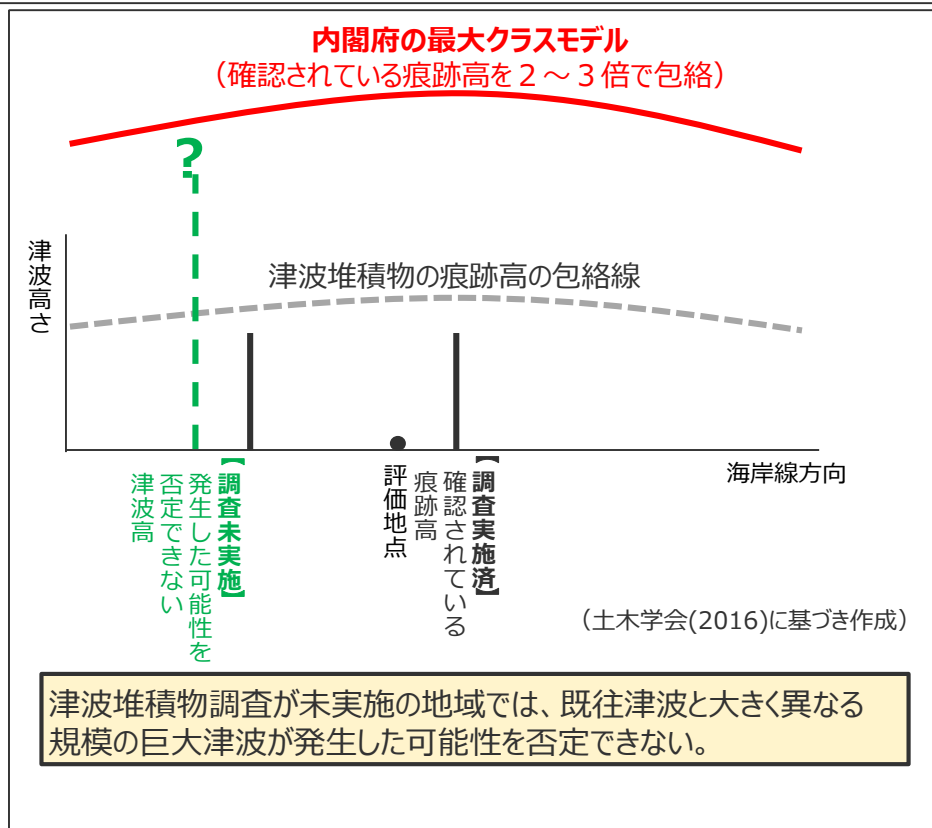 内閣府の最大クラスモデル
（確認されている痕跡高を２～３倍で包絡）
?
津波高さ
津波堆積物の痕跡高の包絡線
海岸線方向
【調査未実施】
発生した可能性を
否定できない
津波高
評価地点
【調査実施済】
確認されている
痕跡高
（土木学会(2016)に基づき作成）
津波堆積物調査が未実施の地域では、既往津波と大きく異なる
規模の巨大津波が発生した可能性を否定できない。